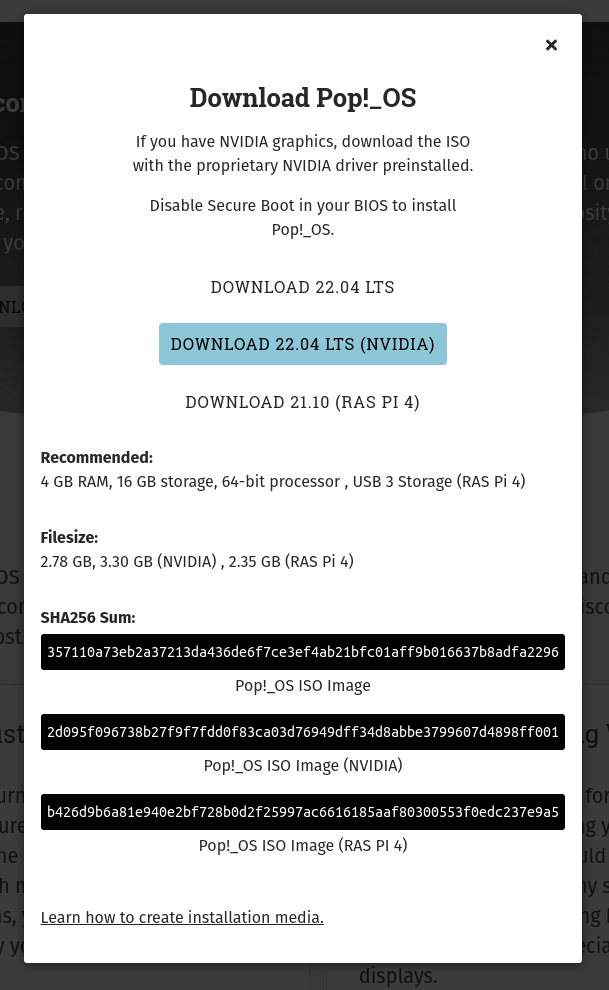 ×
Download Pop!_OS
If you have NVIDIA graphics, download the ISO
with the proprietary NVIDIA driver preinstalled.
Disable Secure Boot in your BIOS to install
Pop!_OS.
DOWNLOAD 22.04 LTS
DOWNLOAD 22.04 LTS (NVIDIA)
DOWNLOAD 21.10 (RAS PI 4)
Recommended:
4 GB RAM, 16 GB storage, 64-bit processor , USB 3 Storage (RAS Pi 4)
Filesize:
2.78 GB, 3.30 GB (NVIDIA) , 2.35 GB (RAS Pi 4)
SHA256 Sum:
357110a73eb2a37213da436de6f7ce3ef4ab21bfc01aff9b016637b8adfa2296
Pop!_OS ISO Image
2d095f096738b27f9f7fdd0f83ca03d76949dff34d8abbe3799607d4898ff001
Pop!_OS ISO Image (NVIDIA)
b426d9b6a81e940e2bf728b0d2f25997ac6616185aaf80300553f0edc237e9a5
Pop!_OS ISO Image (RAS PI 4)
Learn how to create installation media.
displays.